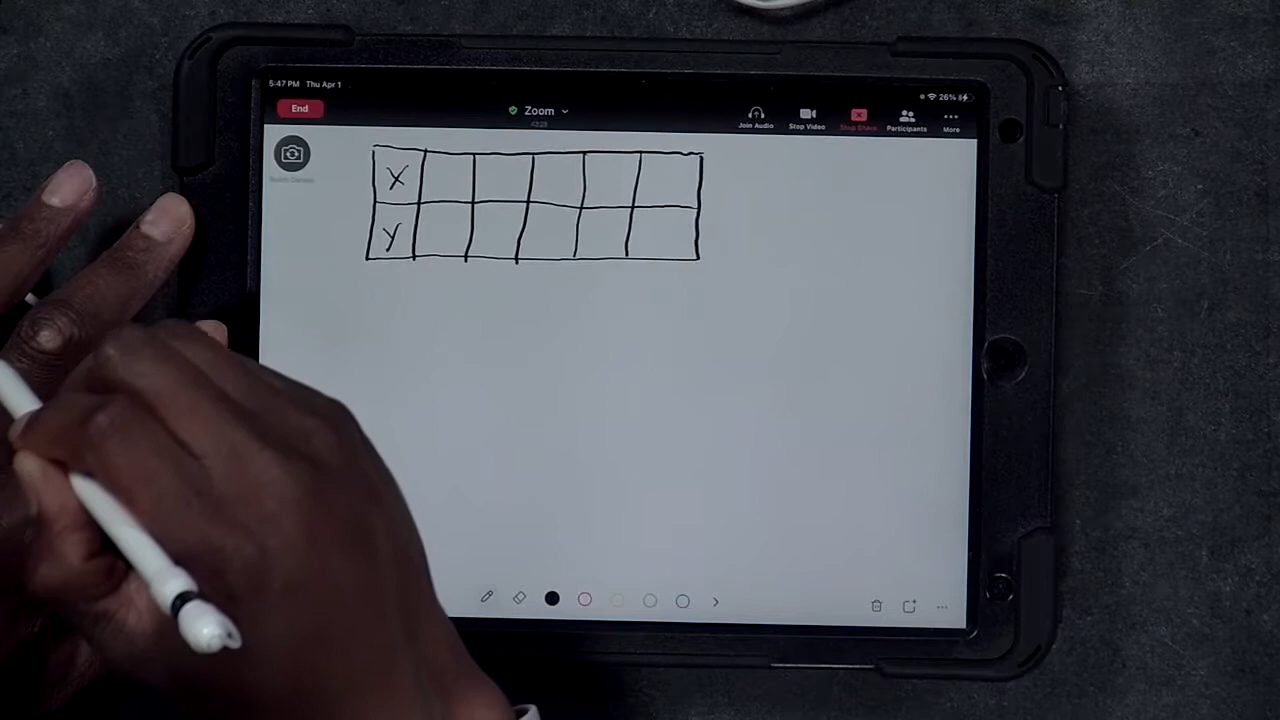 5:47 PM Thu Apr 1
26%
End
Zoom
Join Audio
Stop Video
Stop Share
Participants
More
X
Y